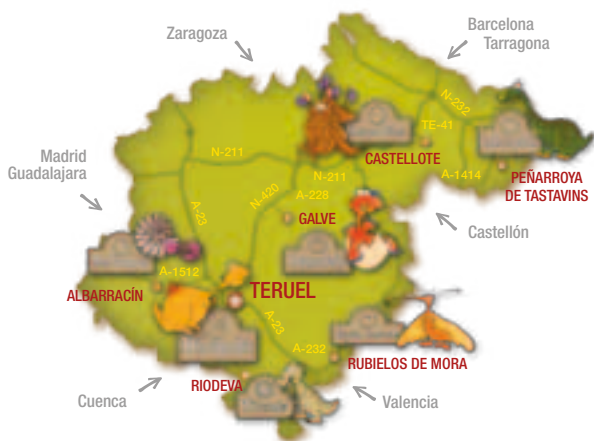 Barcelona
Tarragona
Zaragoza
N-232
TE-41
CASTELLOTE
N-211
N-211
A-1414
PEÑARROYA
DE TASTAVINS
Madrid
Guadalajara
N-420
A-228
A-23
GALVE
Castellón
A-1512
ALBARRACÍN
TERUEL
A-23
A-232
RUBIELOS DE MORA
RIODEVA
Cuenca
Valencia